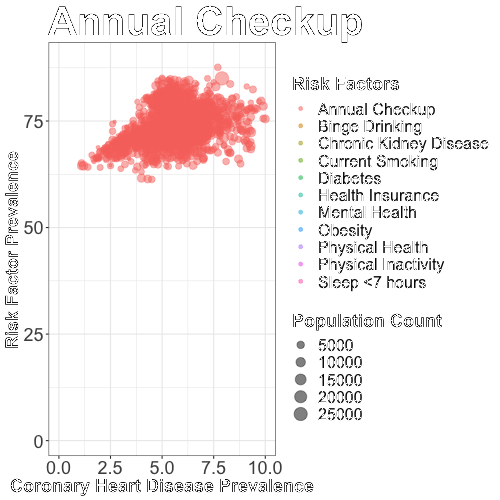 Annual Checkup
Risk Factor Prevalence
75
50
25
0
0.0 2.5 5.0 7.5 10.0
Coronary Heart Disease Prevalence
Risk Factors
Annual Checkup
Binge Drinking
Chronic Kidney Disease
Current Smoking
Diabetes
Health Insurance
Mental Health
Obesity
Physical Health
Physical Inactivity
Sleep <7 hours
Population Count
5000
10000
15000
20000
25000